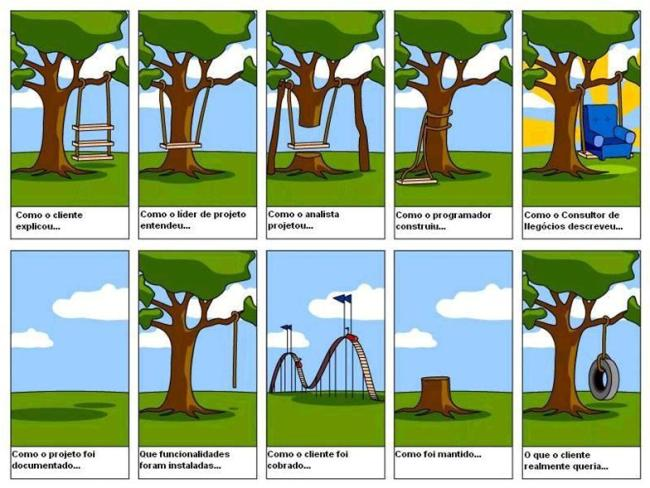 Como o cliente
explicou...
Como o líder de projeto
entendeu...
Como o analista
projetou...
Como o programador
construiu...
Como o Consultor de
Negócios descreveu...
Como o projeto foi
documentado...
Que funcionalidades
foram instaladas...
Como o cliente foi
cobrado...
Como foi mantido...
O que o cliente
realmente queria...